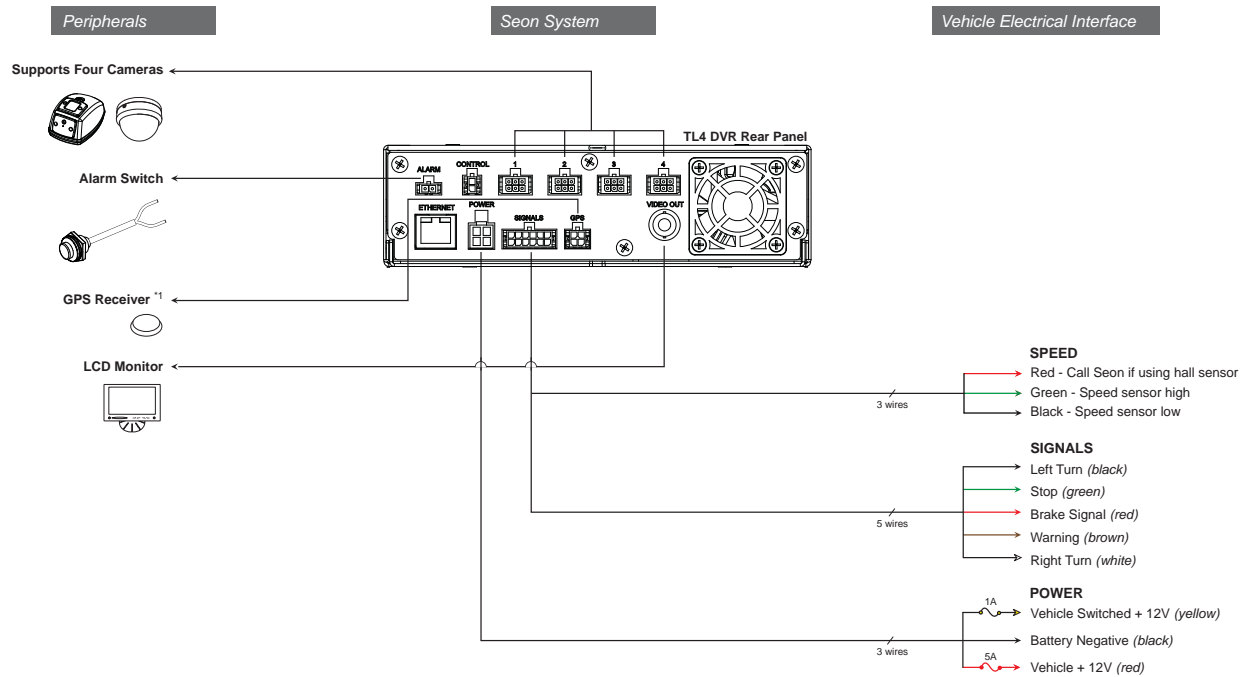 Peripherals
Seon System
Vehicle Electrical Interface
Supports Four Cameras
TL4 DVR Rear Panel
ALARM
CONTROL
1
2
3
4
Alarm Switch
ETHERNET
POWER
SIGNALS
GPS
VIDEO OUT
GPS Receiver *1
LCD Monitor
SPEED
Red - Call Seon if using hall sensor
Green - Speed sensor high
Black - Speed sensor low
3 wires
SIGNALS
Left Turn (black)
Stop (green)
Brake Signal (red)
Warning (brown)
Right Turn (white)
5 wires
POWER
1A
Vehicle Switched + 12V (yellow)
Battery Negative (black)
3 wires
5A
Vehicle + 12V (red)